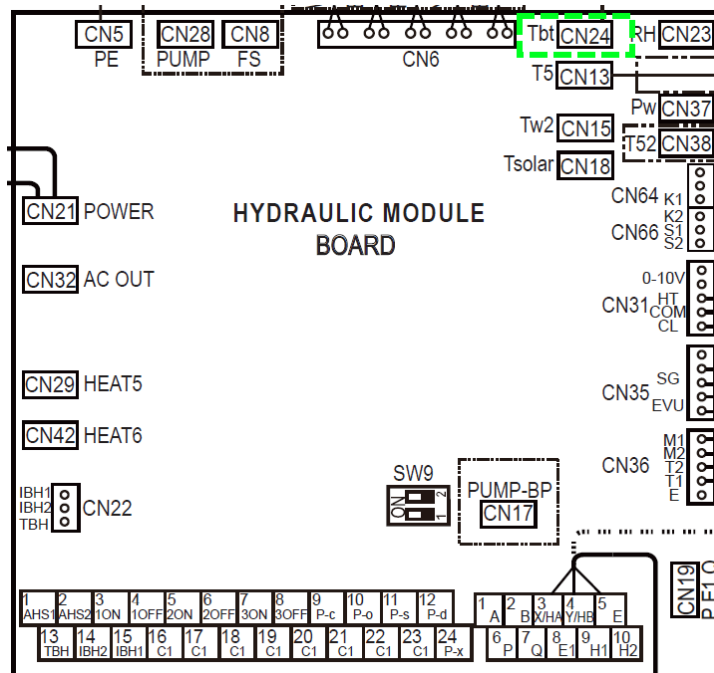 CN5 CN28 CN8 CN6 Tbt CN24 RH CN23
PE PUMP FS
T5 CN13
Pw CN37
Tw2 CN15
T52 CN38
Tsolar CN18
CN64 K1
CN66 K2
S1
S2
CN21 POWER
HYDRAULIC MODULE
BOARD
CN32 AC OUT
CN31 0-10V
HT
COM
CL
CN29 HEAT5
CN35 SG
EVU
CN42 HEAT6
CN36 M1
M2
T2
T1
E
IBH1
IBH2
TBH
CN22
SW9
ON 2
1
PUMP-BP
CN17
CN19
1 2 3 4 5 6 7 8 9 10 11 12
AHS1 AHS2 1ON 1OFF 2ON 2OFF 3ON 3OFF P-c P-o P-s P-d
13 14 15 16 17 18 19 20 21 22 23 24
TBH IBH2 IBH1 C1 C1 C1 C1 C1 C1 C1 C1 P-x
1 2 3 4 5
A B X/HA Y/HB E
6 7 8 9 10
P Q E1 H1 H2